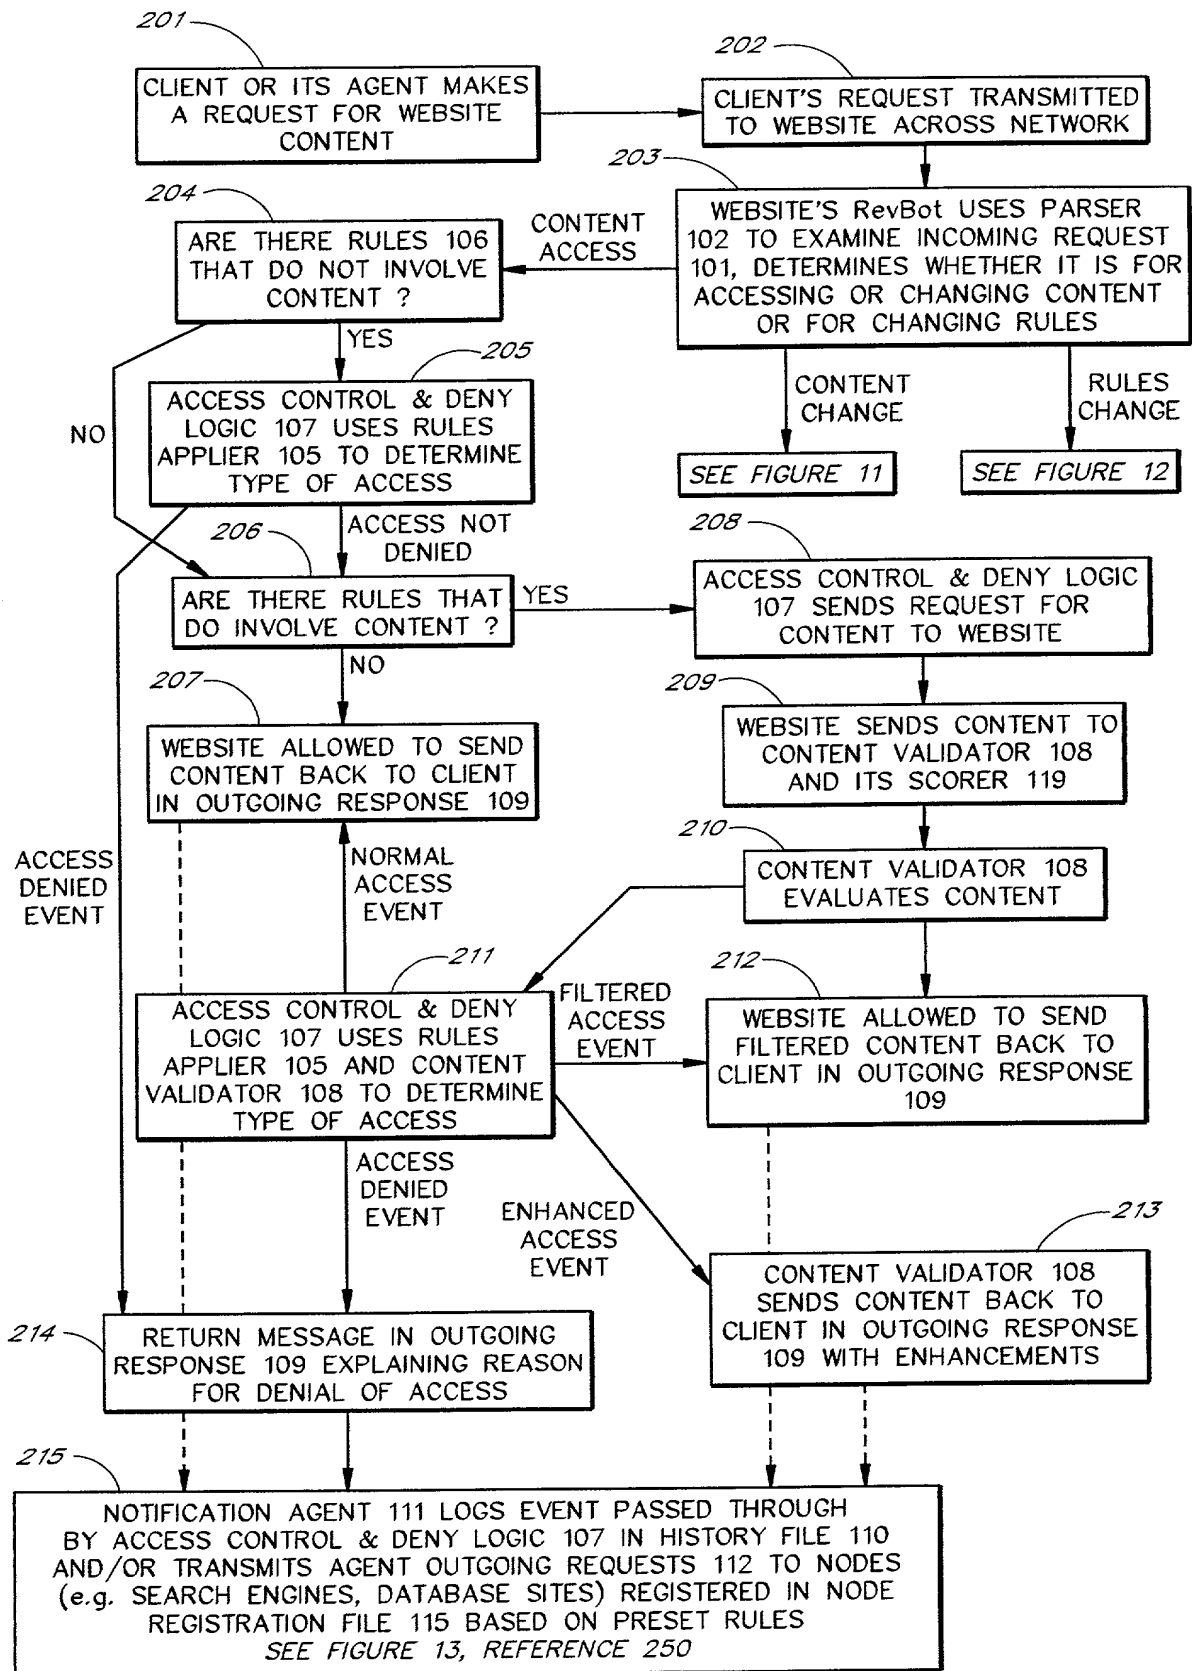 201
CLIENT OR ITS AGENT MAKES
A REQUEST FOR WEBSITE
CONTENT
202
CLIENT'S REQUEST TRANSMITTED
TO WEBSITE ACROSS NETWORK
203
WEBSITE'S RevBot USES PARSER
102 TO EXAMINE INCOMING REQUEST
101, DETERMINES WHETHER IT IS FOR
ACCESSING OR CHANGING CONTENT
OR FOR CHANGING RULES
CONTENT
ACCESS
204
ARE THERE RULES 106
THAT DO NOT INVOLVE
CONTENT ?
YES
NO
CONTENT
CHANGE
RULES
CHANGE
SEE FIGURE 11
SEE FIGURE 12
205
ACCESS CONTROL & DENY
LOGIC 107 USES RULES
APPLIER 105 TO DETERMINE
TYPE OF ACCESS
ACCESS NOT
DENIED
206
ARE THERE RULES THAT
DO INVOLVE CONTENT ?
YES
NO
208
ACCESS CONTROL & DENY LOGIC
107 SENDS REQUEST FOR
CONTENT TO WEBSITE
207
WEBSITE ALLOWED TO SEND
CONTENT BACK TO CLIENT
IN OUTGOING RESPONSE 109
209
WEBSITE SENDS CONTENT TO
CONTENT VALIDATOR 108
AND ITS SCORER 119
210
CONTENT VALIDATOR 108
EVALUATES CONTENT
ACCESS
DENIED
EVENT
NORMAL
ACCESS
EVENT
211
ACCESS CONTROL & DENY
LOGIC 107 USES RULES
APPLIER 105 AND CONTENT
VALIDATOR 108 TO DETERMINE
TYPE OF ACCESS
FILTERED
ACCESS
EVENT
212
WEBSITE ALLOWED TO SEND
FILTERED CONTENT BACK TO
CLIENT IN OUTGOING RESPONSE
109
ACCESS
DENIED
EVENT
ENHANCED
ACCESS
EVENT
213
CONTENT VALIDATOR 108
SENDS CONTENT BACK TO
CLIENT IN OUTGOING RESPONSE
109 WITH ENHANCEMENTS
214
RETURN MESSAGE IN OUTGOING
RESPONSE 109 EXPLAINING REASON
FOR DENIAL OF ACCESS
215
NOTIFICATION AGENT 111 LOGS EVENT PASSED THROUGH
BY ACCESS CONTROL & DENY LOGIC 107 IN HISTORY FILE 110
AND/OR TRANSMITS AGENT OUTGOING REQUESTS 112 TO NODES
(e.g. SEARCH ENGINES, DATABASE SITES) REGISTERED IN NODE
REGISTRATION FILE 115 BASED ON PRESET RULES
SEE FIGURE 13, REFERENCE 250